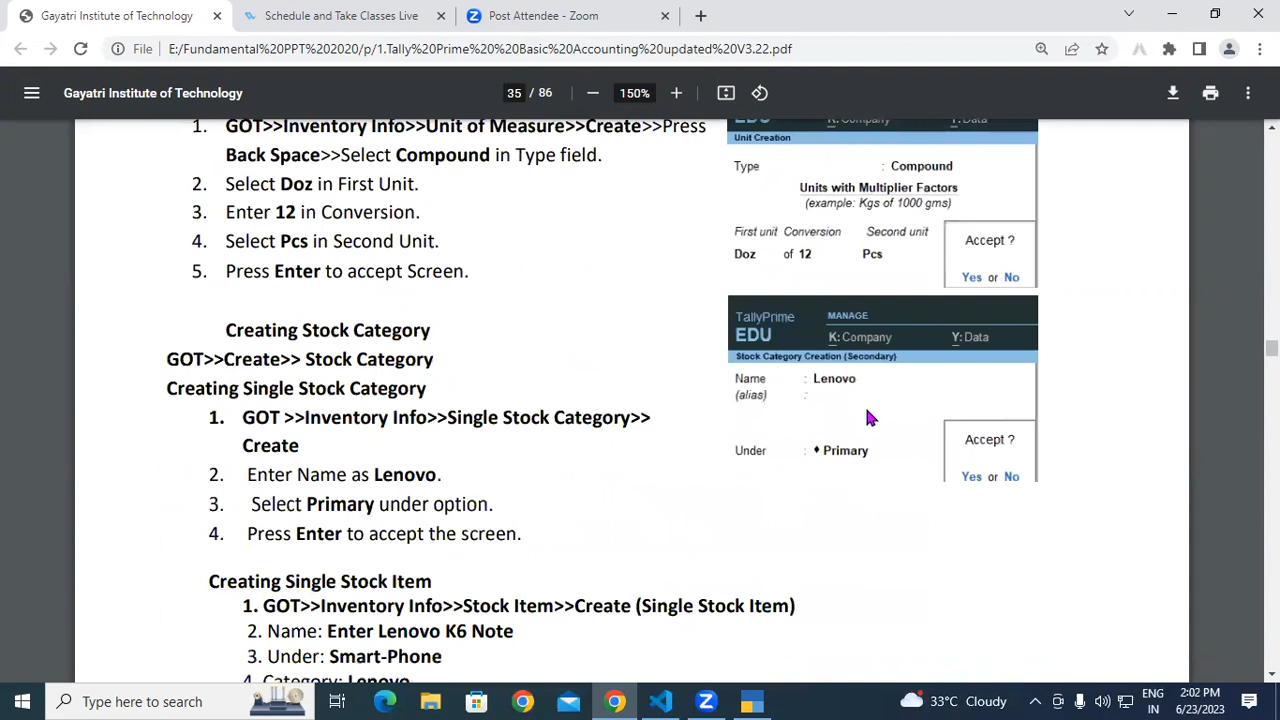 Gayatri Institute of Technology
Schedule and Take Classes Live
Post Attendee - Zoom
File
E:/Fundamental%20PPT%202020/p/1.Tally%20Prime%20%20Basic%20Accounting%20updated%20V3.22.pdf
Gayatri Institute of Technology
35 / 86
150%
1. GOT>>Inventory Info>>Unit of Measure>>Create>>Press
Back Space>>Select Compound in Type field.
2. Select Doz in First Unit.
3. Enter 12 in Conversion.
4. Select Pcs in Second Unit.
5. Press Enter to accept Screen.
EDU K: Company Y: Data
Unit Creation
Type : Compound
Units with Multiplier Factors
(example: Kgs of 1000 gms)
First unit Conversion Second unit
Doz of 12 Pcs
Accept ?
Yes or No
Creating Stock Category
GOT>>Create>> Stock Category
Creating Single Stock Category
1. GOT >>Inventory Info>>Single Stock Category>>
Create
2. Enter Name as Lenovo.
3. Select Primary under option.
4. Press Enter to accept the screen.
TallyPrime MANAGE
EDU K: Company Y: Data
Stock Category Creation (Secondary)
Name : Lenovo
(alias) :
Under : ♦ Primary
Accept ?
Yes or No
Creating Single Stock Item
1. GOT>>Inventory Info>>Stock Item>>Create (Single Stock Item)
2. Name: Enter Lenovo K6 Note
3. Under: Smart-Phone
4. Category: Lenovo
Type here to search
33°C Cloudy
ENG
IN
2:02 PM
6/23/2023